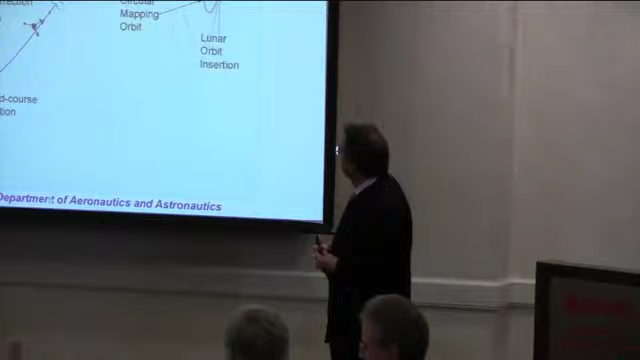 Circular
Mapping
Orbit
Lunar
Orbit
Insertion
d-course
tion
Department of Aeronautics and Astronautics